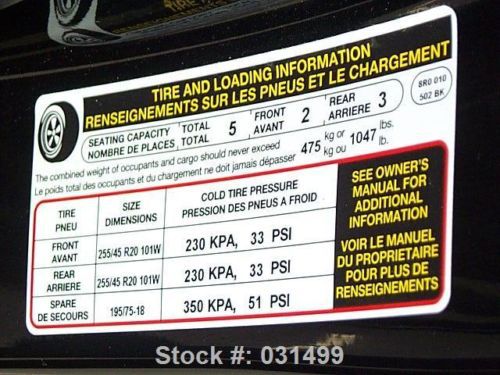 TIRE AND LOADING INFORMATION
RENSEIGNEMENTS SUR LES PNEUS ET LE CHARGEMENT
SEATING CAPACITY TOTAL 5 FRONT 2 REAR 3
NOMBRE DE PLACES TOTAL AVANT ARRIERE
8R0 010
502 BK
The combined weight of occupants and cargo should never exceed 475 kg or 1047 lbs.
Le poids total des occupants et du chargement ne doit jamais dépasser kg ou lb.
TIRE SIZE COLD TIRE PRESSURE
PNEU DIMENSIONS PRESSION DES PNEUS A FROID
FRONT
AVANT 255/45 R20 101W 230 KPA, 33 PSI
REAR
ARRIERE 255/45 R20 101W 230 KPA, 33 PSI
SPARE
DE SECOURS 195/75-18 350 KPA, 51 PSI
SEE OWNER'S
MANUAL FOR
ADDITIONAL
INFORMATION
VOIR LE MANUEL
DU PROPRIETAIRE
POUR PLUS DE
RENSEIGNEMENTS
Stock #: 031499